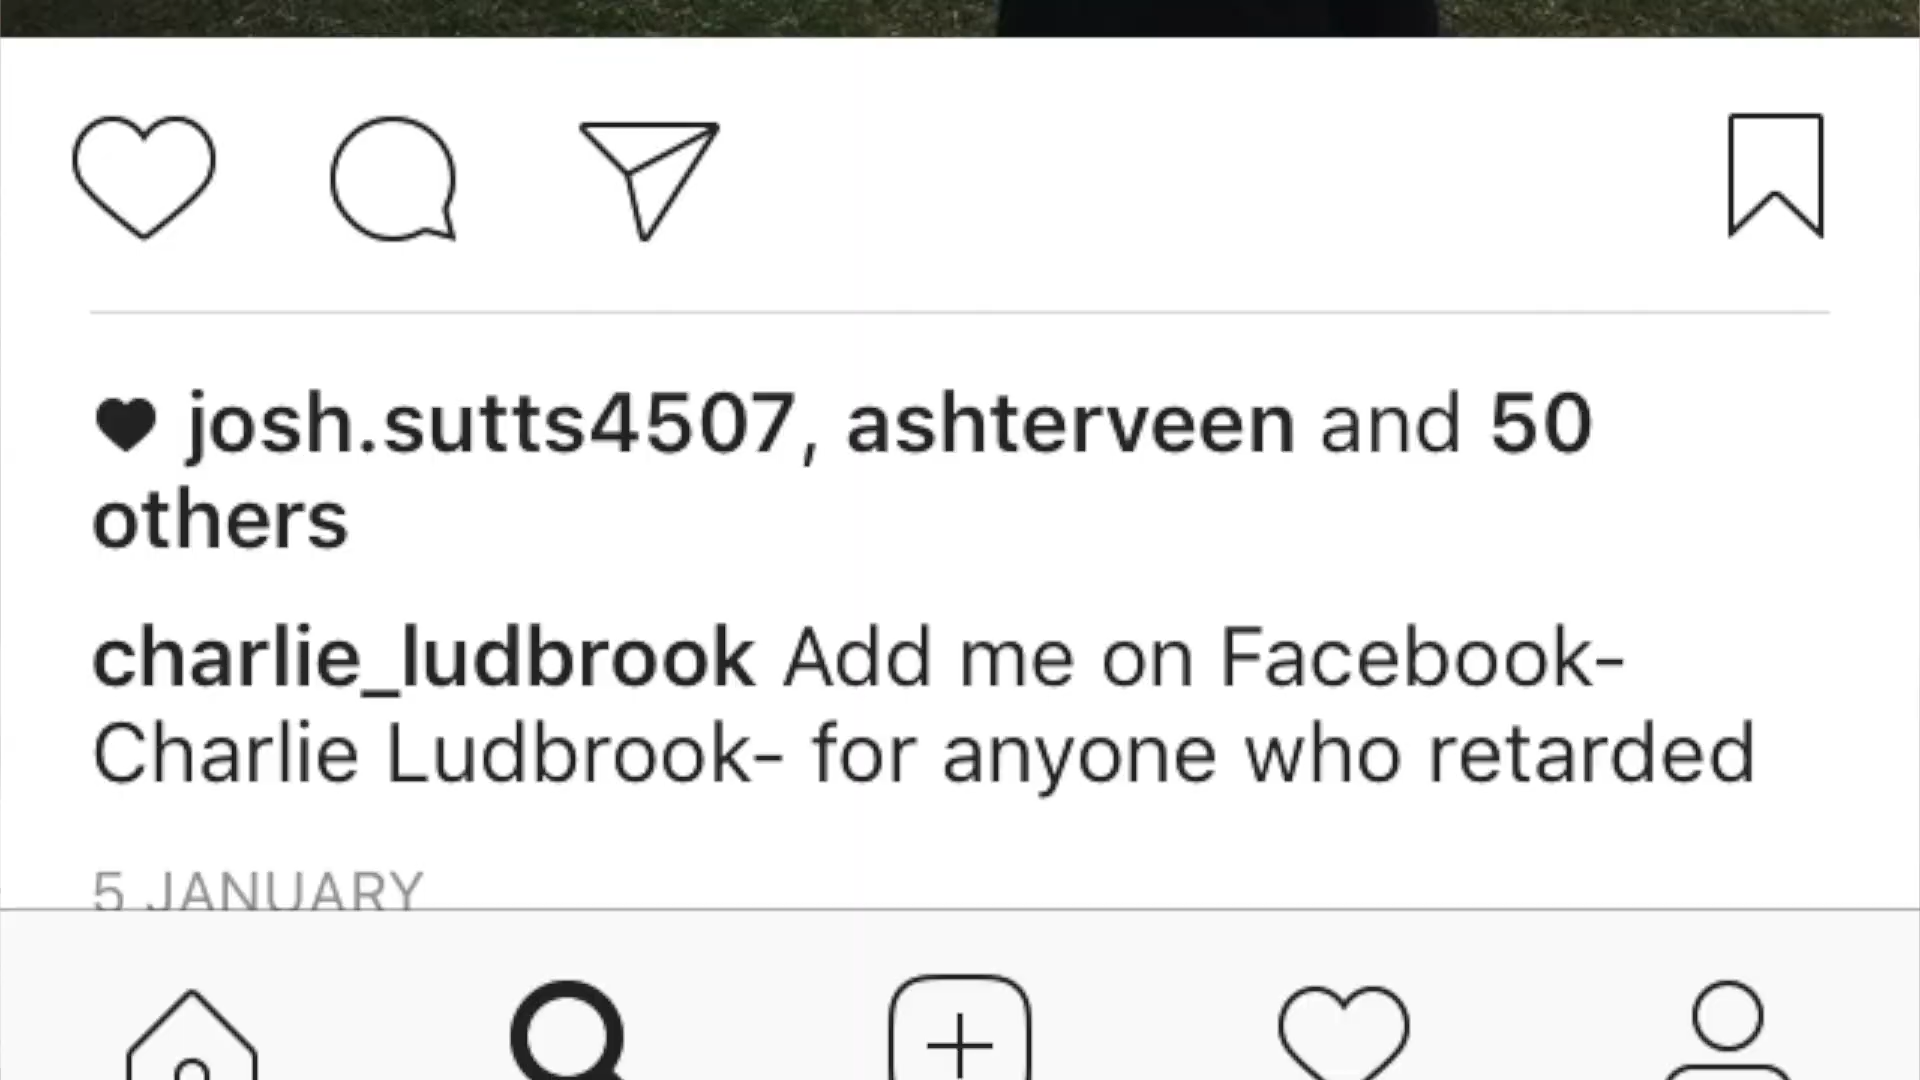 josh.sutts4507, ashterveen and 50
others
charlie_ludbrook Add me on Facebook-
Charlie Ludbrook- for anyone who retarded
5 JANUARY